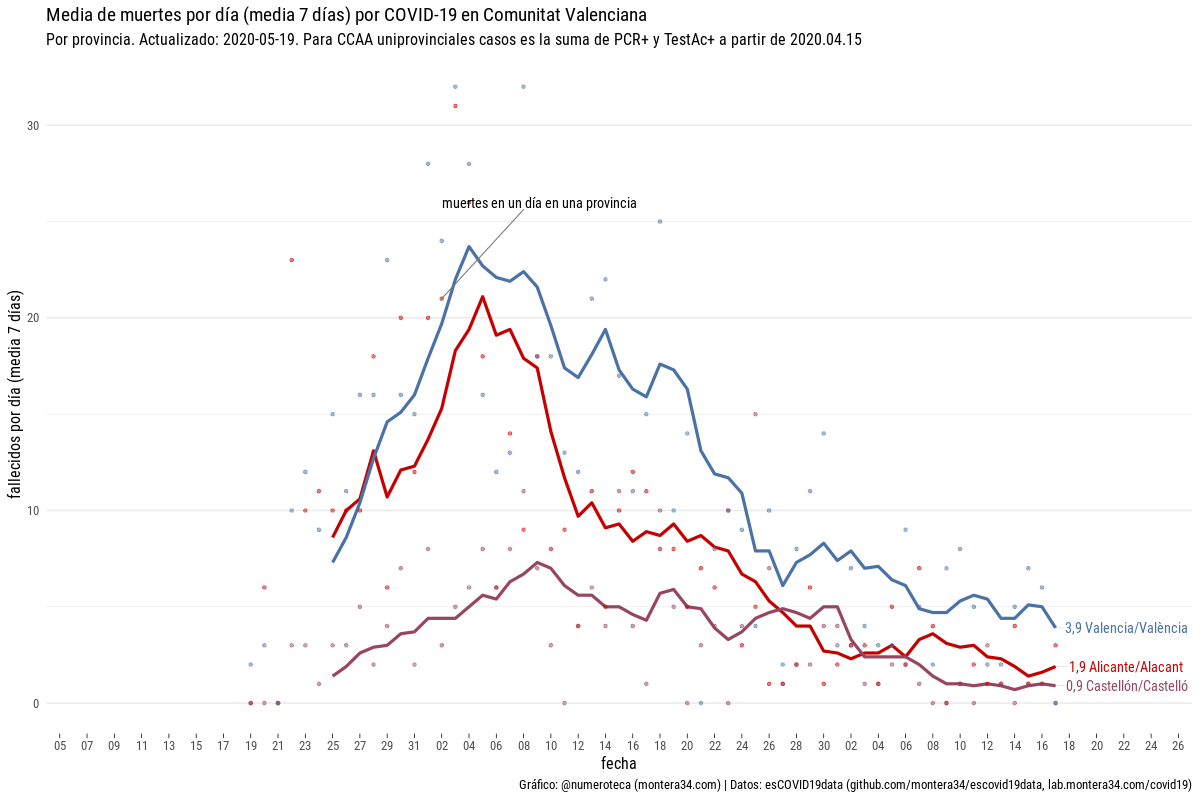 Media de muertes por día (media 7 días) por COVID-19 en Comunitat Valenciana
Por provincia. Actualizado: 2020-05-19. Para CCAA uniprovinciales casos es la suma de PCR+ y TestAc+ a partir de 2020.04.15
30
muertes en un día en una provincia
20
fallecidos por día (media 7 días)
10
3,9 Valencia/València
1,9 Alicante/Alacant
0,9 Castellón/Castelló
0
05 07 09 11 13 15 17 19 21 23 25 27 29 31 02 04 06 08 10 12 14 16 18 20 22 24 26 28 30 02 04 06 08 10 12 14 16 18 20 22 24 26
fecha
Gráfico: @numeroteca (montera34.com) | Datos: esCOVID19data (github.com/montera34/escovid19data, lab.montera34.com/covid19)